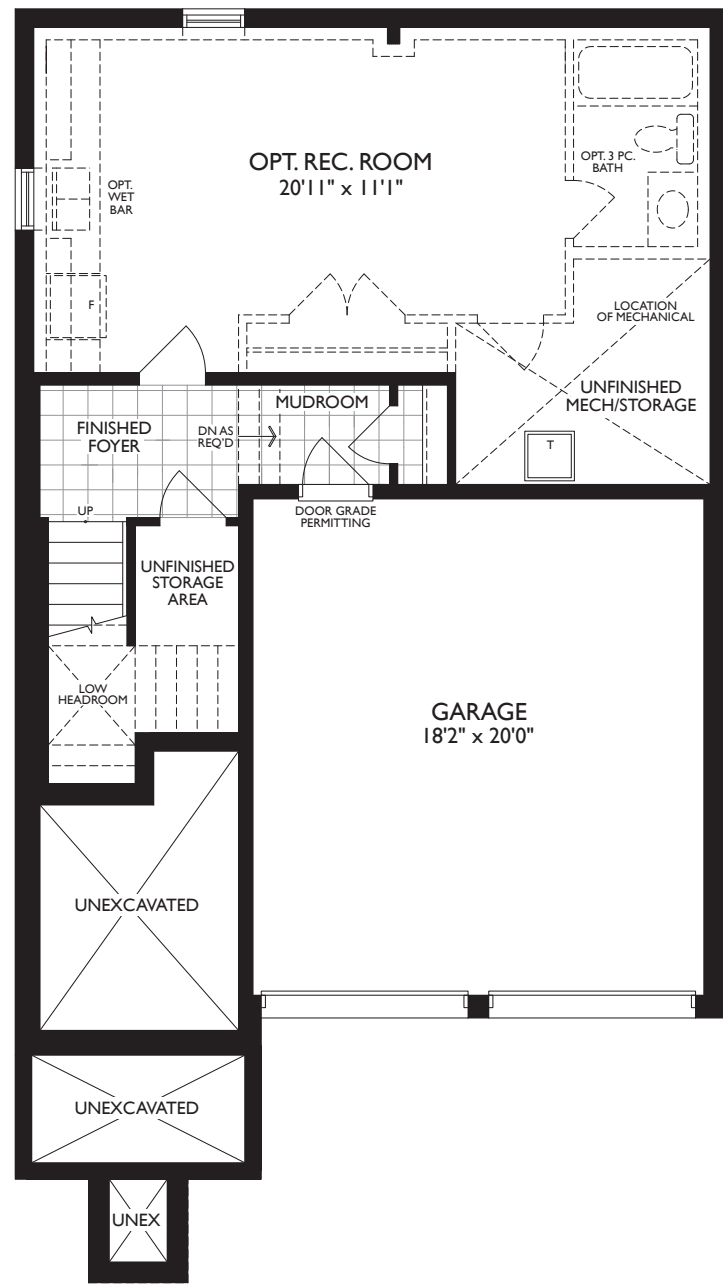 OPT. REC. ROOM
20'11" x 11'1"
OPT. 3 PC.
BATH
OPT.
WET
BAR
F
LOCATION
OF MECHANICAL
UNFINISHED
MECH/STORAGE
T
MUDROOM
FINISHED
FOYER
DN AS
REQ'D
UP
DOOR GRADE
PERMITTING
UNFINISHED
STORAGE
AREA
LOW
HEADROOM
GARAGE
18'2" x 20'0"
UNEXCAVATED
UNEXCAVATED
UNEX